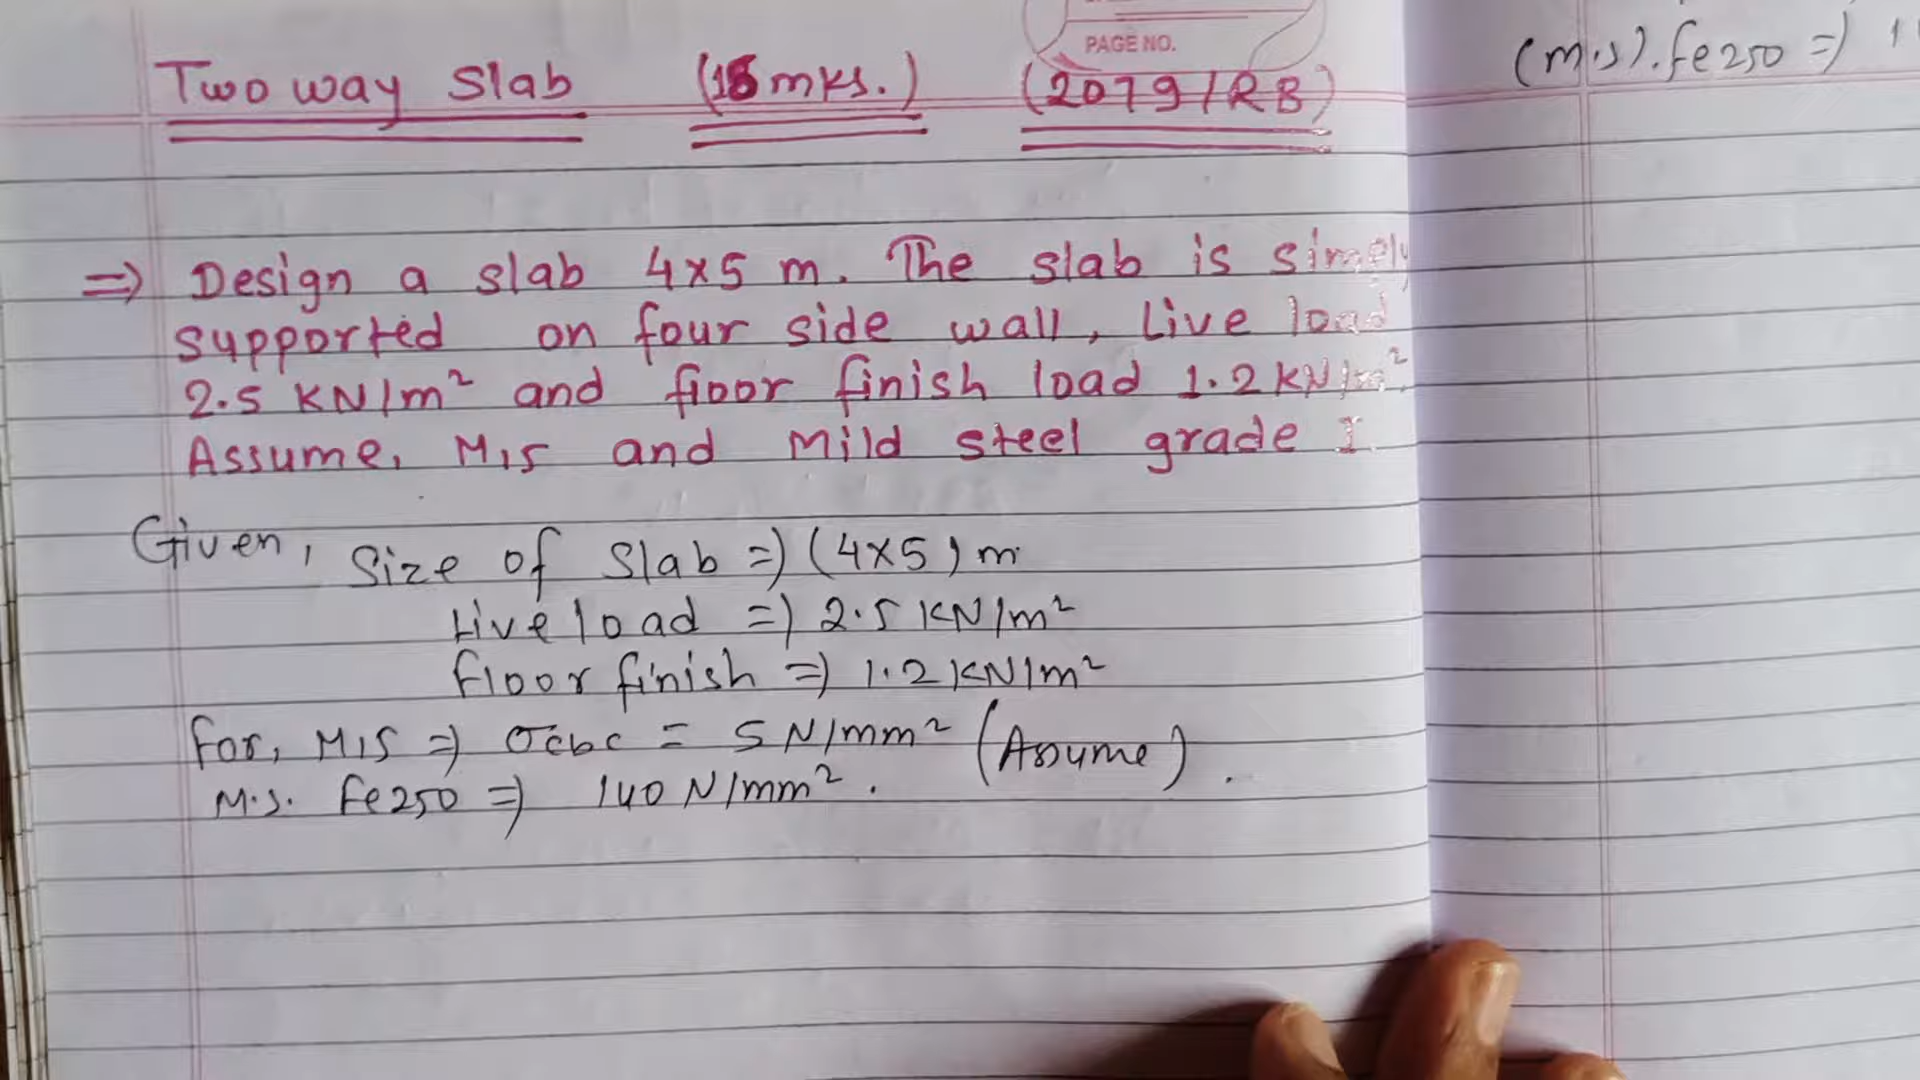 PAGE NO.
Two way Slab (15 mks.) (2079/RB)
(m.s). fe250 =)
=) Design a slab 4x5 m. The slab is simply
supported on four side wall, Live load
2.5 KN/m² and floor finish load 1.2 KN/m²
Assume, M15 and Mild steel grade I
Given, Size of Slab =) (4x5) m
Live load =) 2.5 KN/m²
floor finish =) 1.2 KN/m²
for, M15 =) σcbc = 5 N/mm² (Assume).
M.S. fe250 =) 140 N/mm².